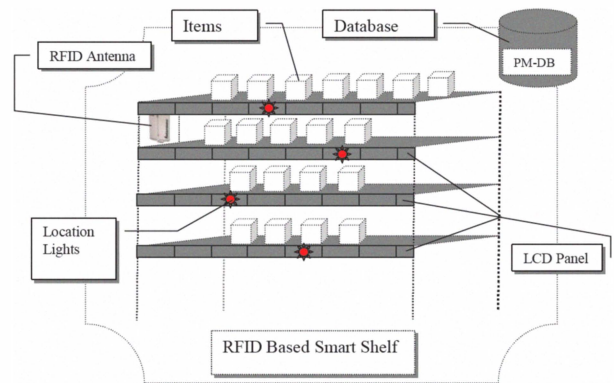 Items
Database
RFID Antenna
PM-DB
Location
Lights
LCD Panel
RFID Based Smart Shelf